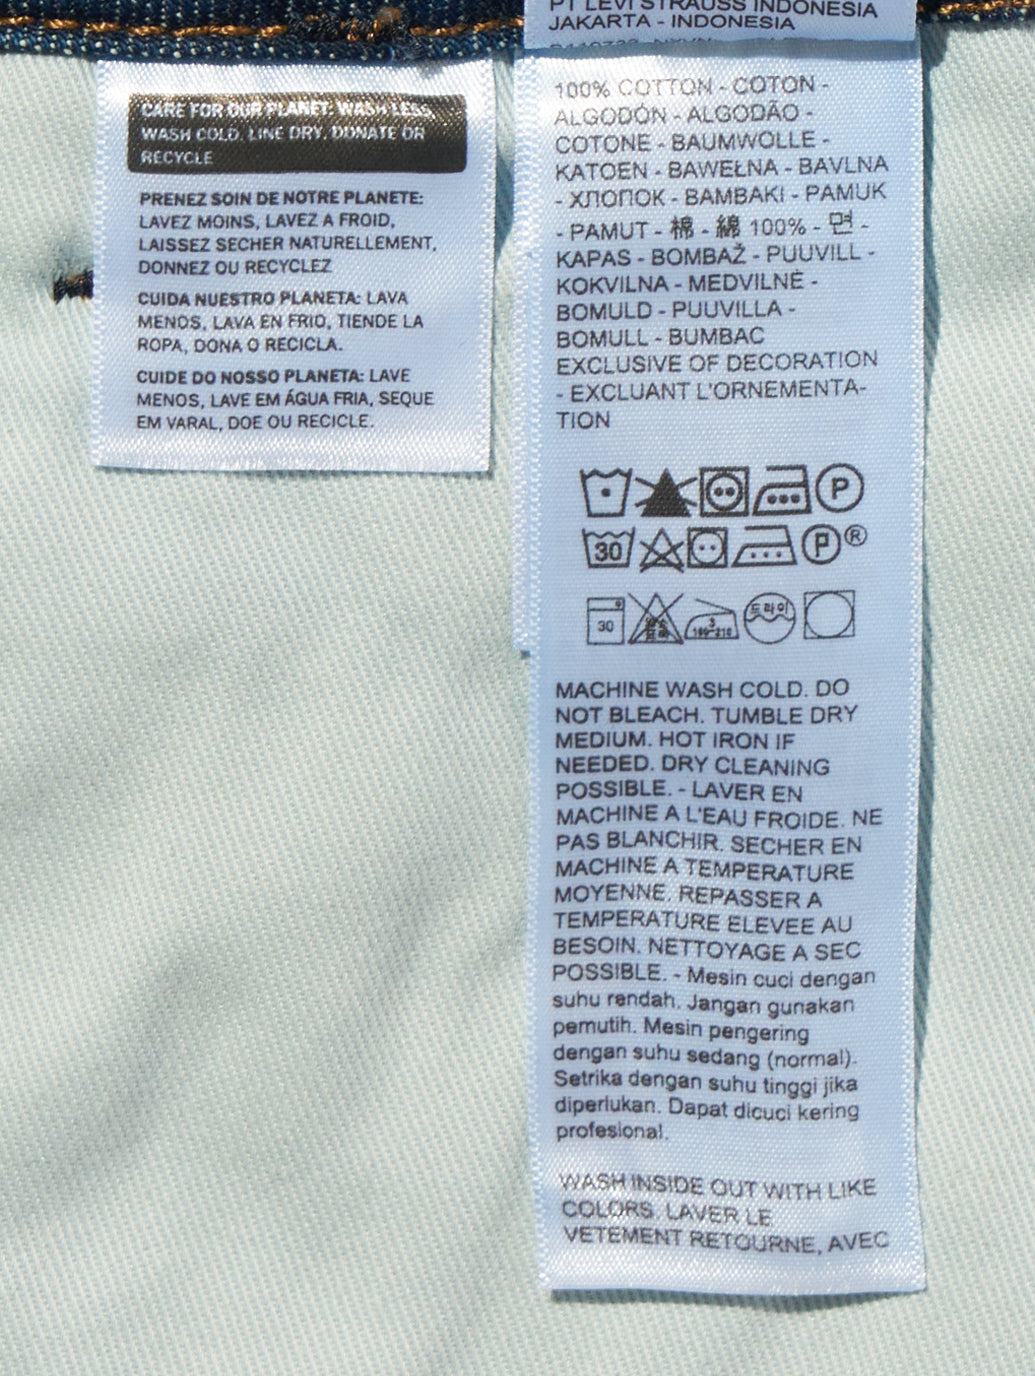 CARE FOR OUR PLANET: WASH LESS,
WASH COLD, LINE DRY, DONATE OR
RECYCLE
PRENEZ SOIN DE NOTRE PLANETE:
LAVEZ MOINS, LAVEZ A FROID,
LAISSEZ SECHER NATURELLEMENT,
DONNEZ OU RECYCLEZ
CUIDA NUESTRO PLANETA: LAVA
MENOS, LAVA EN FRIO, TIENDE LA
ROPA, DONA O RECICLA.
CUIDE DO NOSSO PLANETA: LAVE
MENOS, LAVE EM ÁGUA FRIA, SEQUE
EM VARAL, DOE OU RECICLE.
PT LEVI STRAUSS INDONESIA
JAKARTA - INDONESIA
100% COTTON - COTON -
ALGODÓN - ALGODÃO -
COTONE - BAUMWOLLE -
KATOEN - BAWEŁNA - BAVLNA
- ХЛОПОК - BAMBAKI - PAMUK
- PAMUT - 棉 - 綿 100% - 면 -
KAPAS - BOMBAŽ - PUUVILL -
KOKVILNA - MEDVILNĖ -
BOMULD - PUUVILLA -
BOMULL - BUMBAC
EXCLUSIVE OF DECORATION
- EXCLUANT L'ORNEMENTA-
TION
P
30 P®
30 3 드라이
MACHINE WASH COLD. DO
NOT BLEACH. TUMBLE DRY
MEDIUM. HOT IRON IF
NEEDED. DRY CLEANING
POSSIBLE. - LAVER EN
MACHINE A L'EAU FROIDE. NE
PAS BLANCHIR. SECHER EN
MACHINE A TEMPERATURE
MOYENNE. REPASSER A
TEMPERATURE ELEVEE AU
BESOIN. NETTOYAGE A SEC
POSSIBLE. - Mesin cuci dengan
suhu rendah. Jangan gunakan
pemutih. Mesin pengering
dengan suhu sedang (normal).
Setrika dengan suhu tinggi jika
diperlukan. Dapat dicuci kering
profesional.
WASH INSIDE OUT WITH LIKE
COLORS. LAVER LE
VETEMENT RETOURNE, AVEC